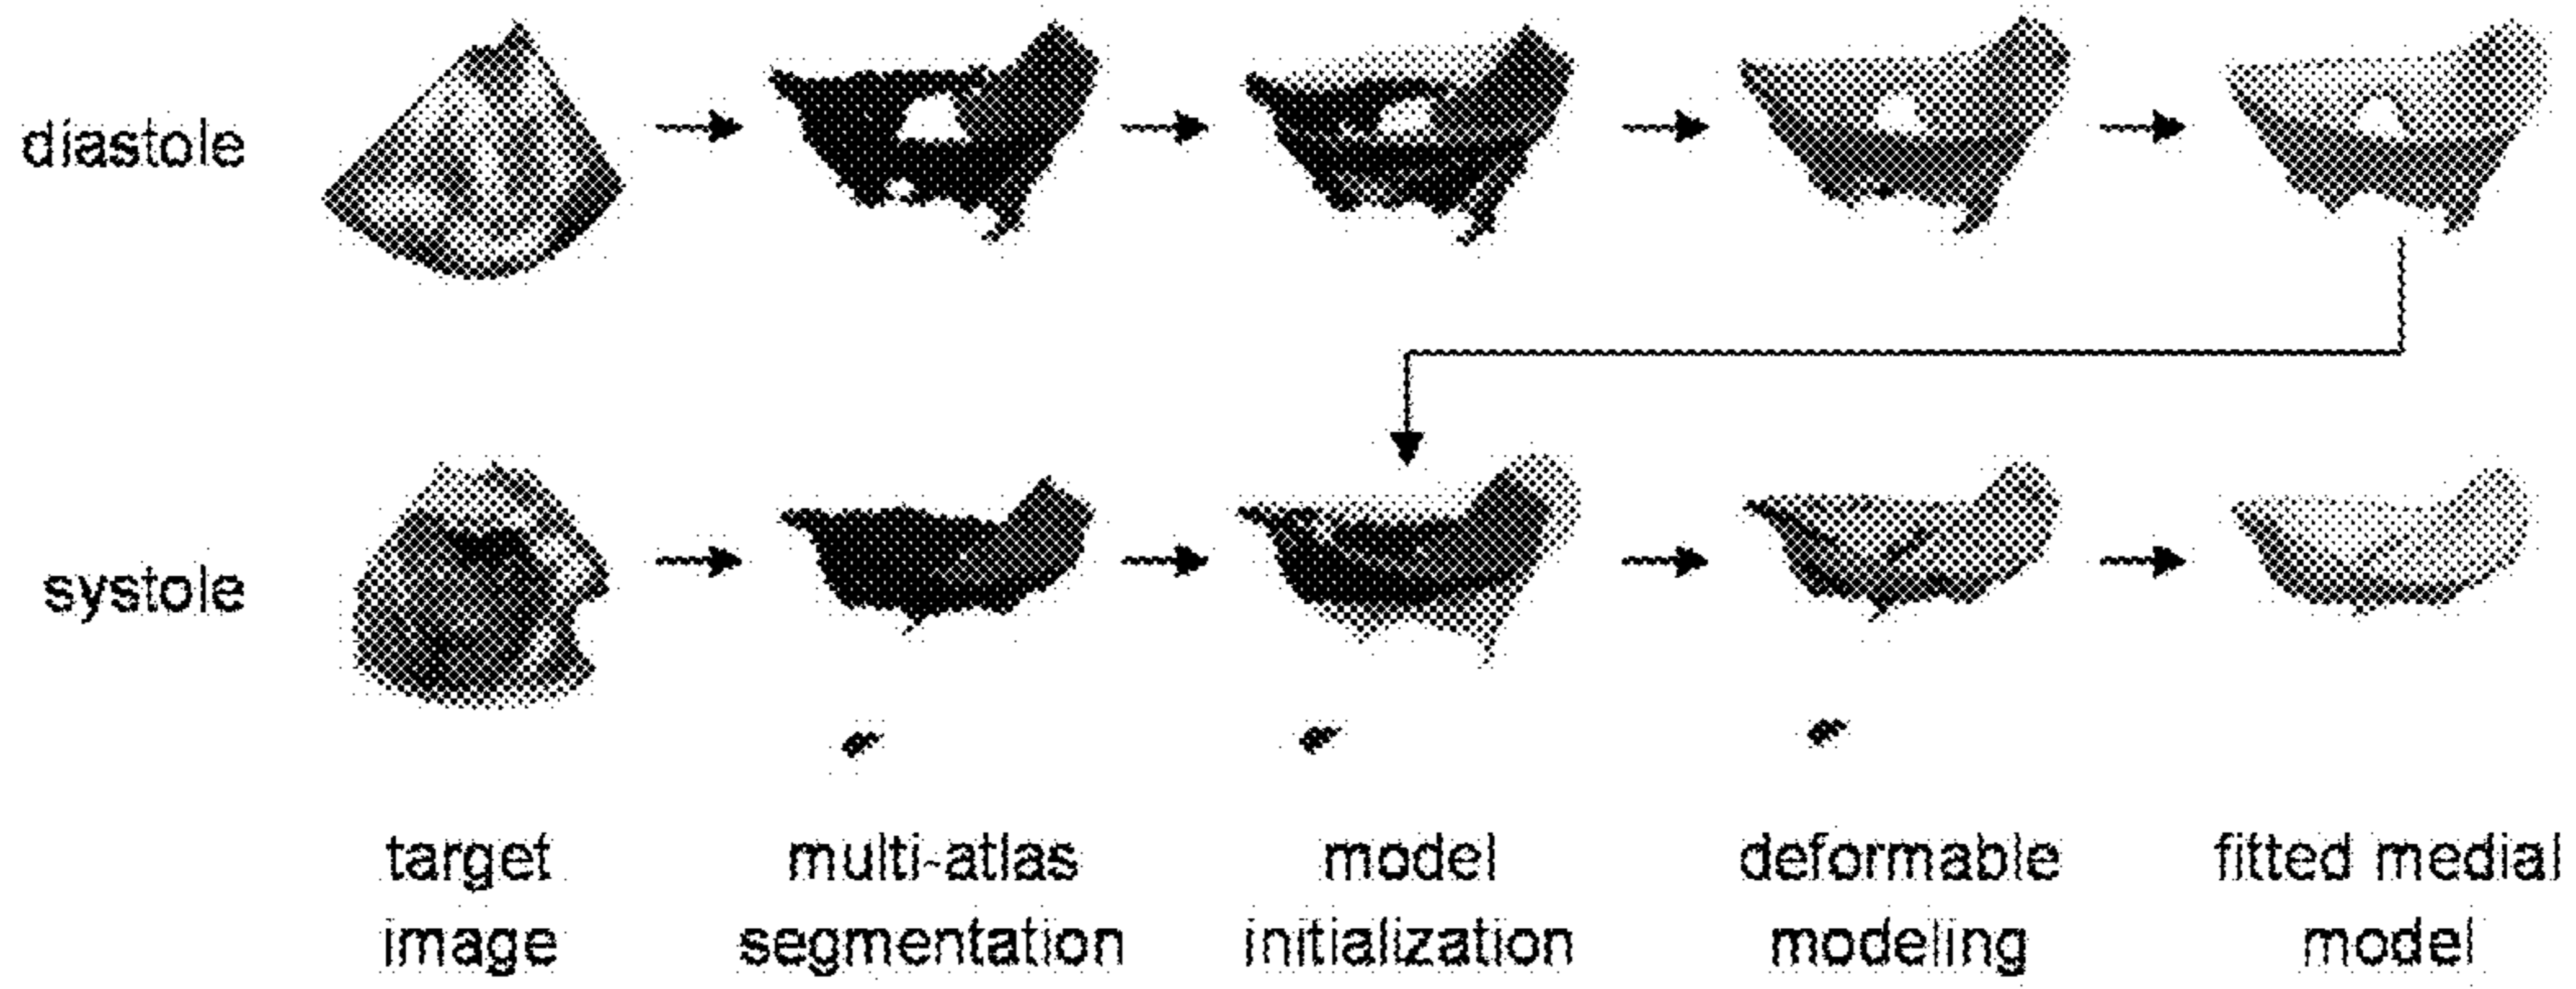 diastole
systole
target
image
multi-atlas
segmentation
model
initialization
deformable
modeling
fitted medial
model